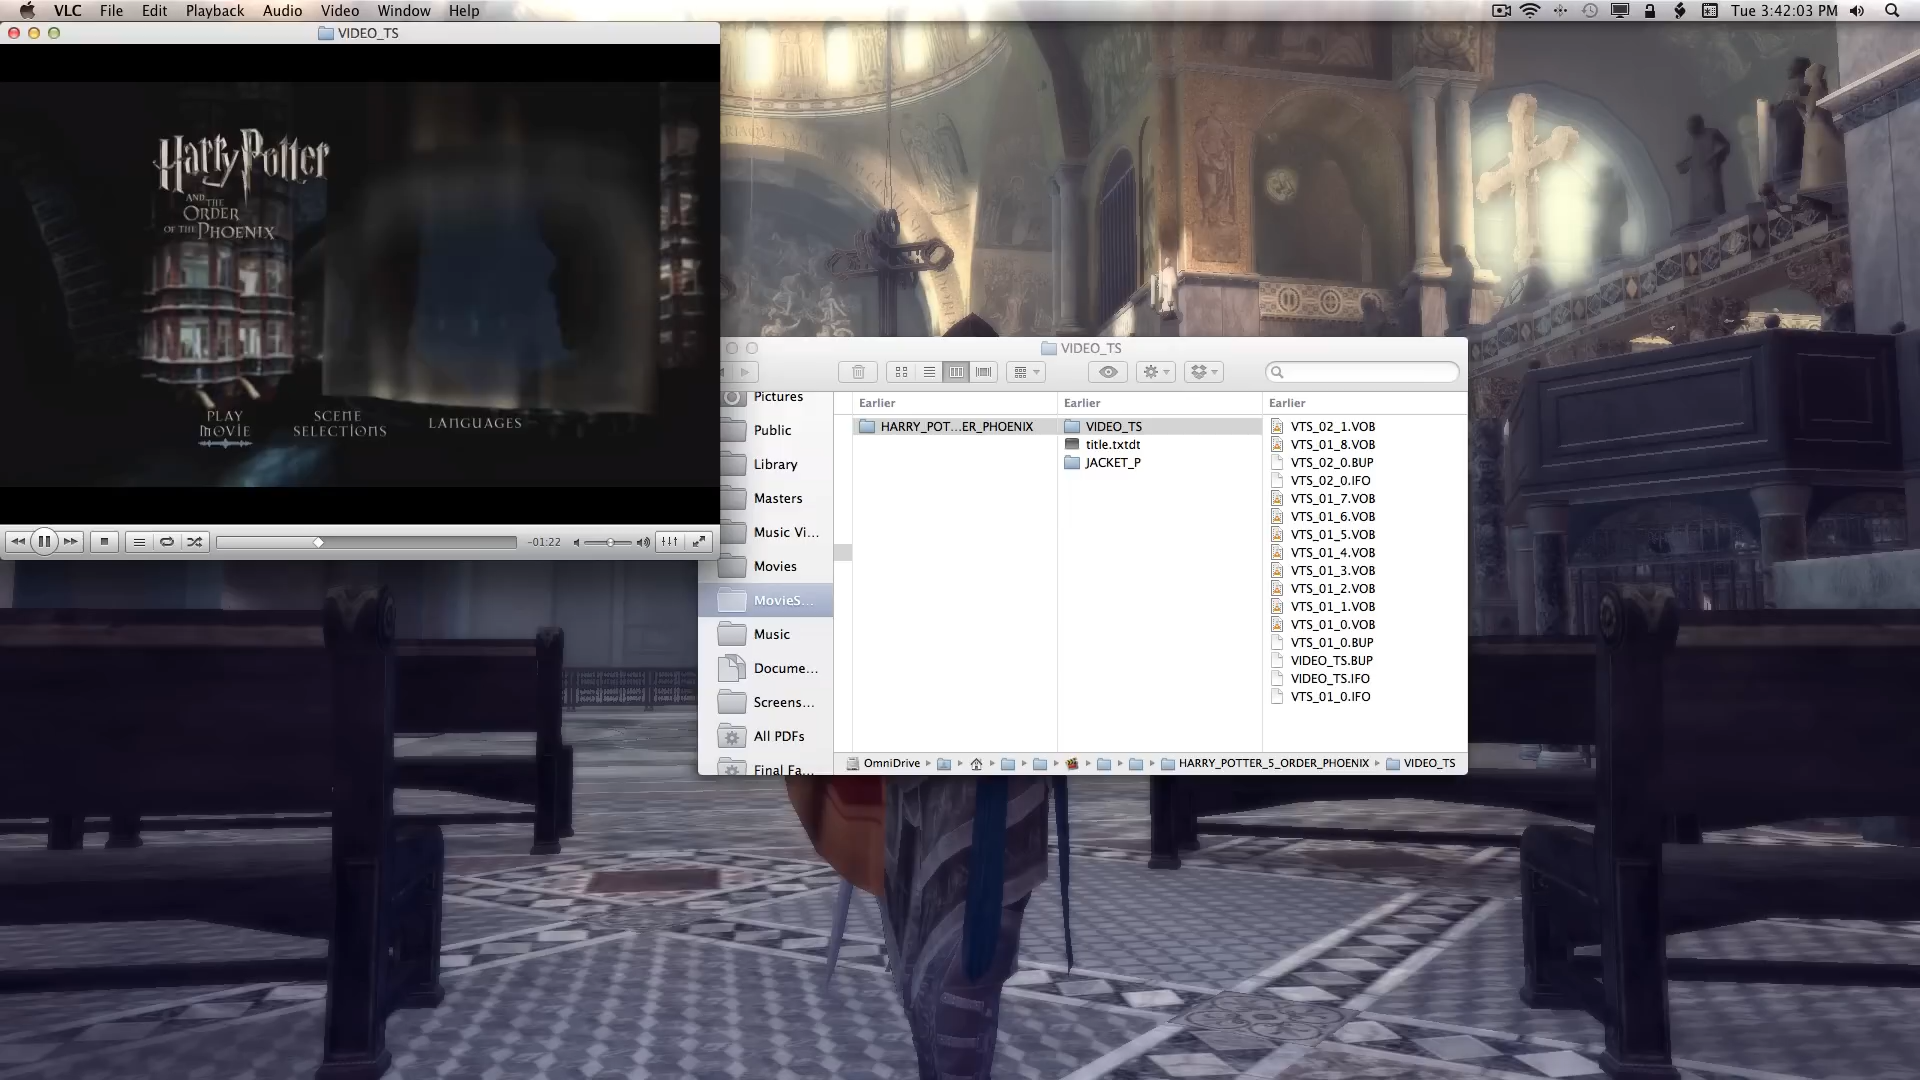 VLC File Edit Playback Audio Video Window Help
Tue 3:42:03 PM
VIDEO_TS
Harry Potter
AND THE
ORDER
OF THE PHOENIX
PLAY
MOVIE
SCENE
SELECTIONS
LANGUAGES
-01:22
VIDEO_TS
Pictures
Public
Library
Masters
Music Vi...
Movies
MovieS...
Music
Docume...
Screens...
All PDFs
Final Fa...
Earlier
HARRY_POT...ER_PHOENIX
Earlier
VIDEO_TS
title.txtdt
JACKET_P
Earlier
VTS_02_1.VOB
VTS_01_8.VOB
VTS_02_0.BUP
VTS_02_0.IFO
VTS_01_7.VOB
VTS_01_6.VOB
VTS_01_5.VOB
VTS_01_4.VOB
VTS_01_3.VOB
VTS_01_2.VOB
VTS_01_1.VOB
VTS_01_0.VOB
VTS_01_0.BUP
VIDEO_TS.BUP
VIDEO_TS.IFO
VTS_01_0.IFO
OmniDrive HARRY_POTTER_5_ORDER_PHOENIX VIDEO_TS